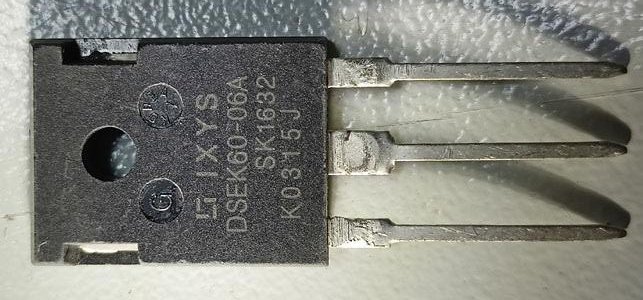 IXYS
DSEK60-06A
SK1632
K0315J
G